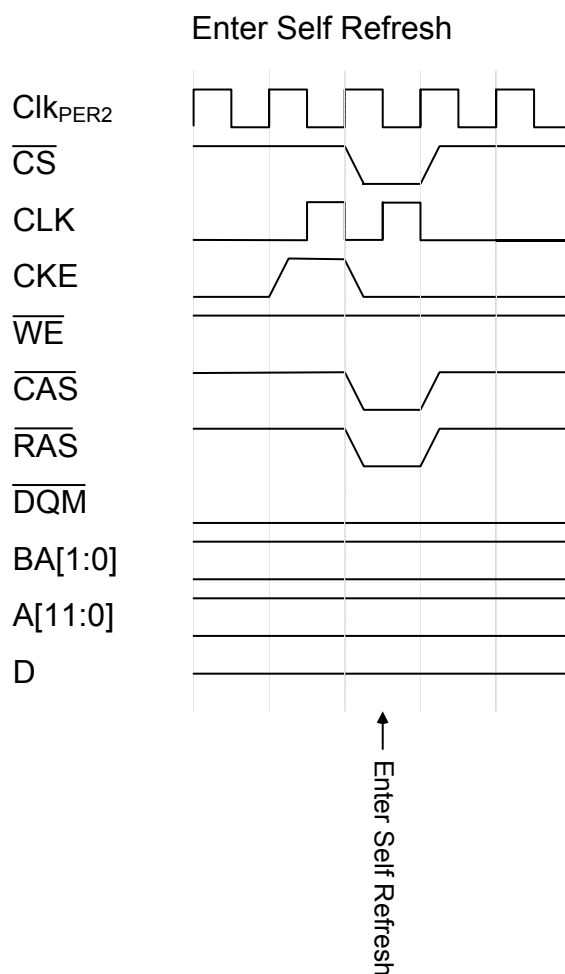 Enter Self Refresh
ClkPER2
CS
CLK
CKE
WE
CAS
RAS
DQM
BA[1:0]
A[11:0]
D
Enter Self Refresh